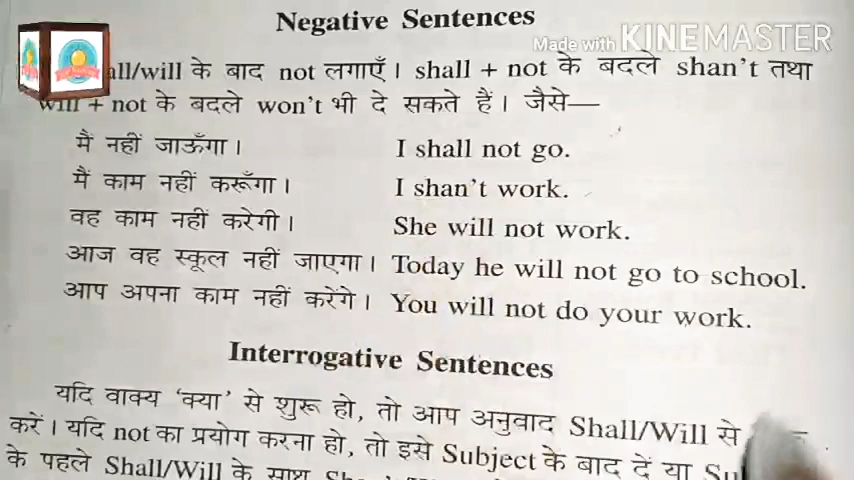 Negative Sentences
Made with KINEMASTER
all/will के बाद not लगाएँ। shall + not के बदले shan't तथा
will + not के बदले won't भी दे सकते हैं। जैसे—
मैं नहीं जाऊँगा। I shall not go.
मैं काम नहीं करूँगा। I shan't work.
वह काम नहीं करेगी। She will not work.
आज वह स्कूल नहीं जाएगा। Today he will not go to school.
आप अपना काम नहीं करेंगे। You will not do your work.
Interrogative Sentences
यदि वाक्य 'क्या' से शुरू हो, तो आप अनुवाद Shall/Will से
करें। यदि not का प्रयोग करना हो, तो इसे Subject के बाद दें या Su
के पहले Shall/Will के साथ